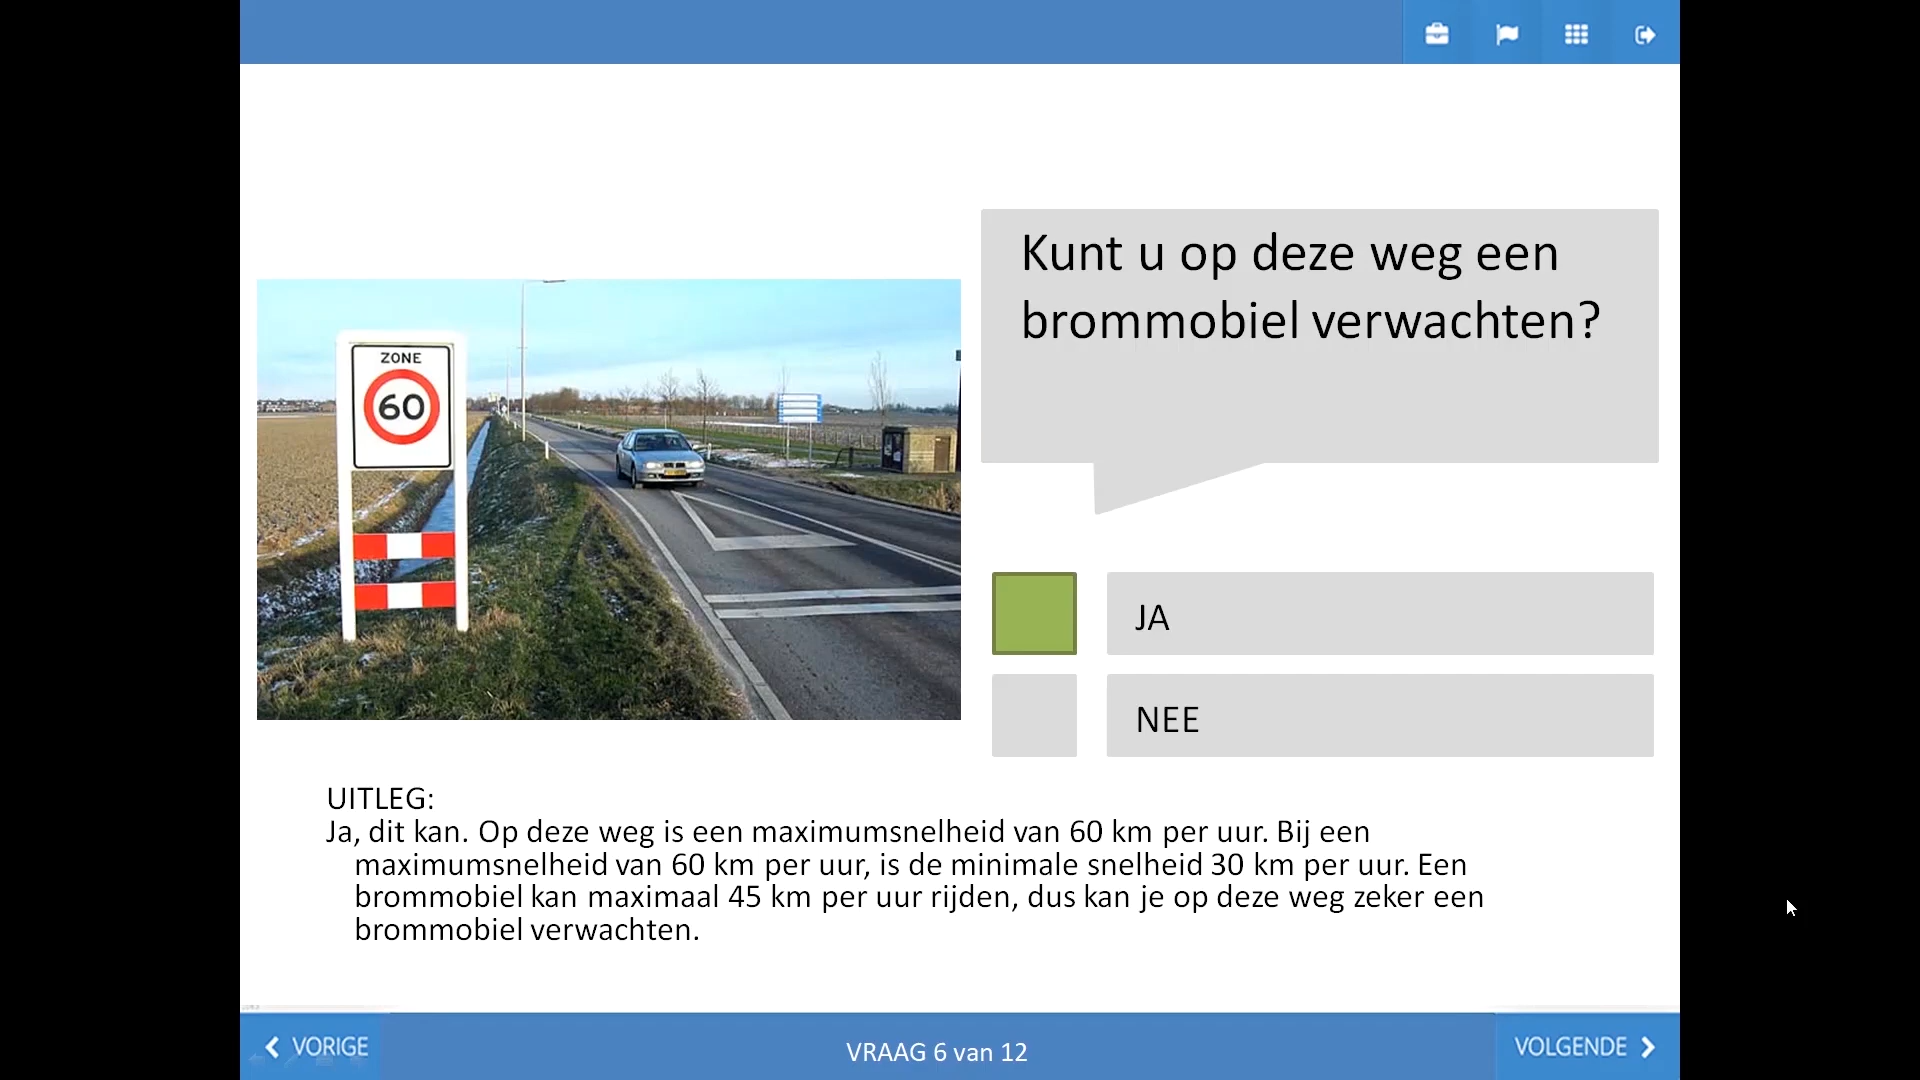 Kunt u op deze weg een
brommobiel verwachten?
ZONE
60
JA
NEE
UITLEG:
Ja, dit kan. Op deze weg is een maximumsnelheid van 60 km per uur. Bij een
maximumsnelheid van 60 km per uur, is de minimale snelheid 30 km per uur. Een
brommobiel kan maximaal 45 km per uur rijden, dus kan je op deze weg zeker een
brommobiel verwachten.
VORIGE
VRAAG 6 van 12
VOLGENDE